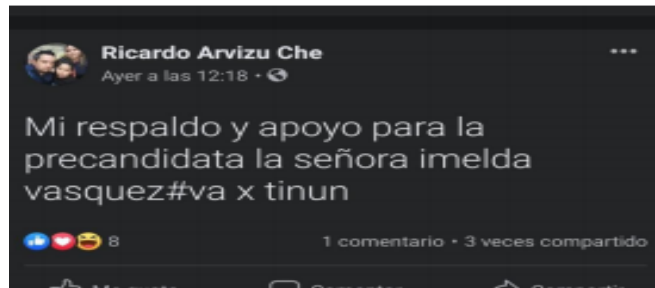 Ricardo Arvizu Che
Ayer a las 12:18 ·
Mi respaldo y apoyo para la
precandidata la señora imelda
vasquez#va x tinun
8
1 comentario · 3 veces compartido